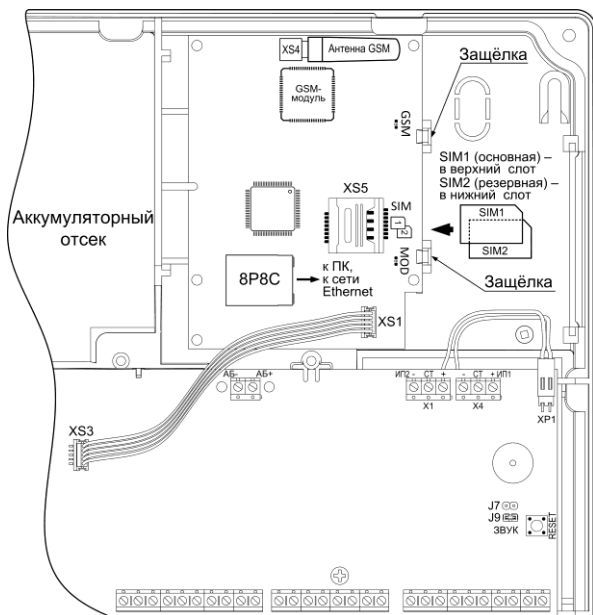 XS4
Антенна GSM
Защёлка
GSM-
модуль
GSM
SIM1 (основная) –
в верхний слот
SIM2 (резервная) –
в нижний слот
XS5
SIM
1
2
SIM1
SIM2
Аккумуляторный
отсек
8P8C
к ПК,
к сети
Ethernet
MOD
Защёлка
XS1
АБ-
АБ+
ИП2 - СТ +
- СТ + ИП1
X1
X4
XP1
XS3
J7
J9
ЗВУК
RESET